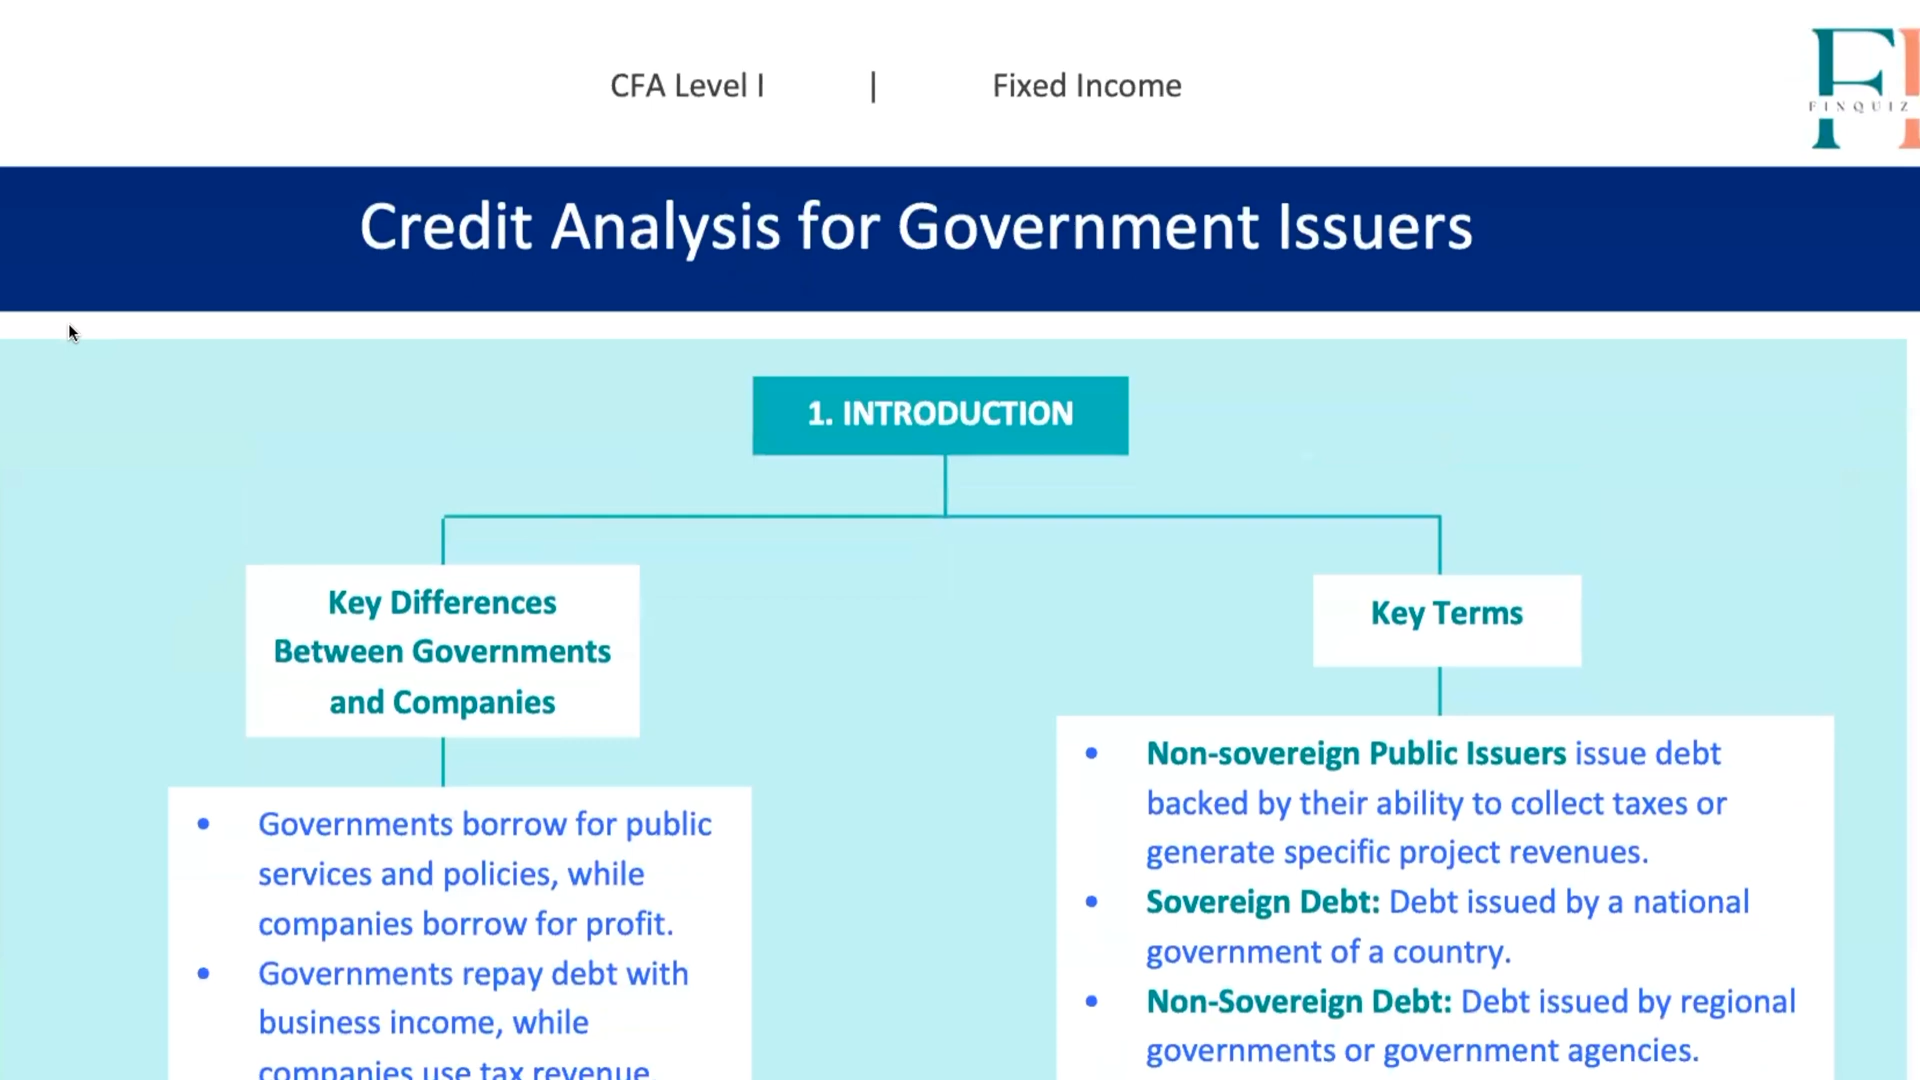 CFA Level I | Fixed Income
FINQUIZ
Credit Analysis for Government Issuers
1. INTRODUCTION
Key Differences
Between Governments
and Companies
• Governments borrow for public
services and policies, while
companies borrow for profit.
• Governments repay debt with
business income, while
companies use tax revenue
Key Terms
• Non-sovereign Public Issuers issue debt
backed by their ability to collect taxes or
generate specific project revenues.
• Sovereign Debt: Debt issued by a national
government of a country.
• Non-Sovereign Debt: Debt issued by regional
governments or government agencies.